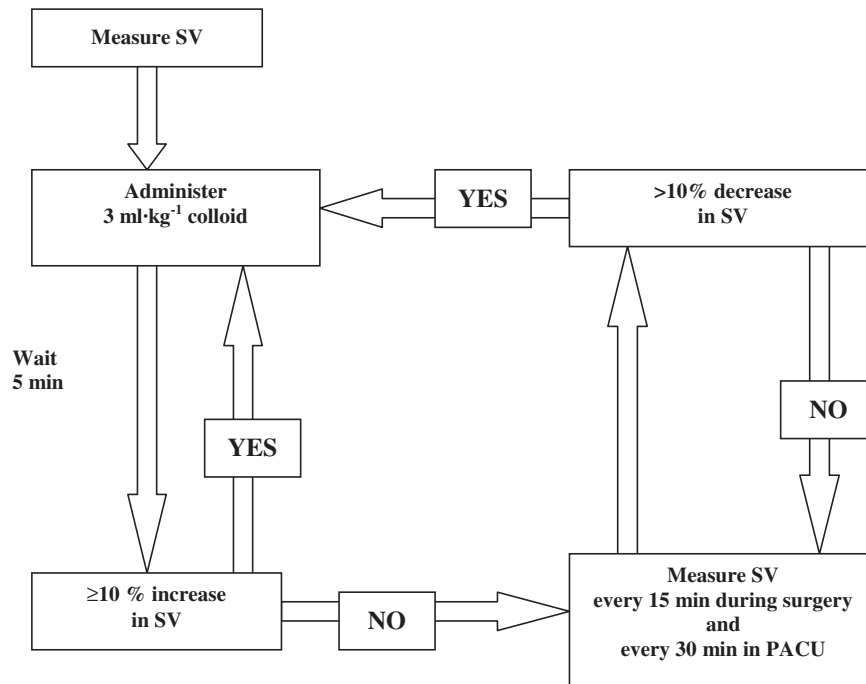 Measure SV
Administer
3 ml·kg⁻¹ colloid
YES
>10% decrease
in SV
Wait
5 min
YES
NO
≥10 % increase
in SV
NO
Measure SV
every 15 min during surgery
and
every 30 min in PACU